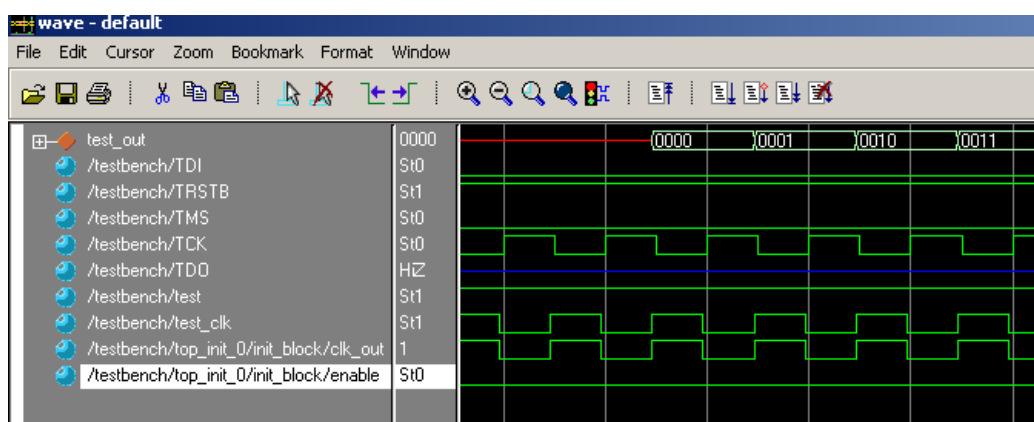 wave - default
File Edit Cursor Zoom Bookmark Format Window
test_out 0000 0000 0001 0010 0011
/testbench/TDI St0
/testbench/TRSTB St1
/testbench/TMS St0
/testbench/TCK St0
/testbench/TDO HiZ
/testbench/test St1
/testbench/test_clk St1
/testbench/top_init_0/init_block/clk_out 1
/testbench/top_init_0/init_block/enable St0